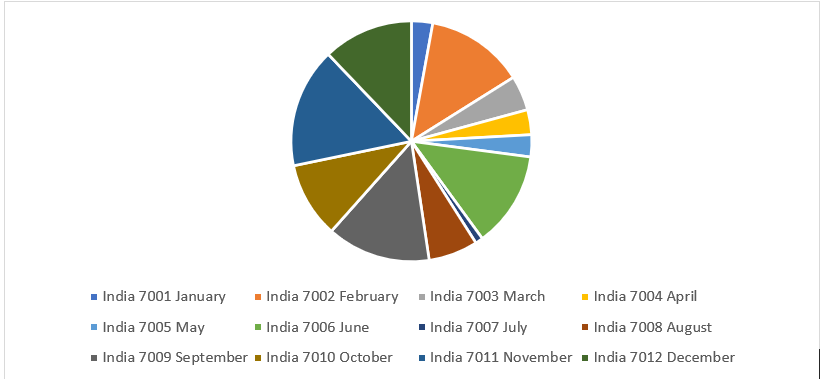 India 7001 January India 7002 February India 7003 March India 7004 April
India 7005 May India 7006 June India 7007 July India 7008 August
India 7009 September India 7010 October India 7011 November India 7012 December